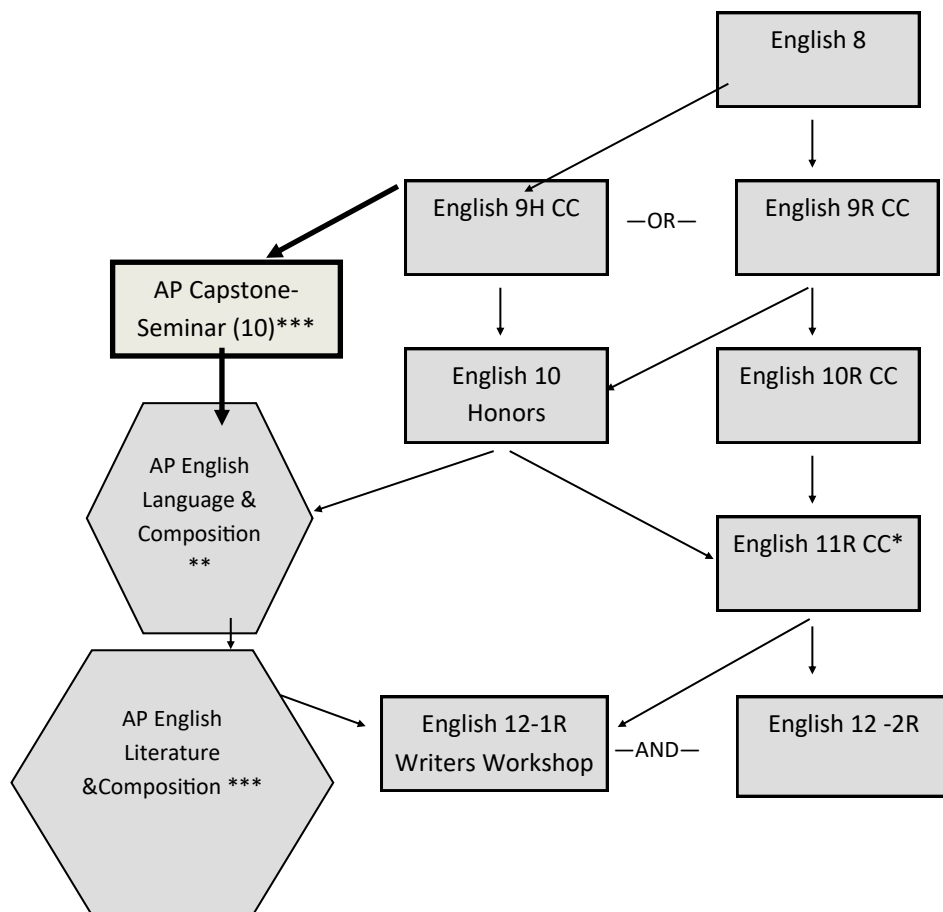 English 8
English 9H CC
—OR—
English 9R CC
AP Capstone-
Seminar (10)***
English 10
Honors
English 10R CC
AP English
Language &
Composition
**
English 11R CC*
AP English
Literature
&Composition ***
English 12-1R
Writers Workshop
—AND—
English 12 -2R